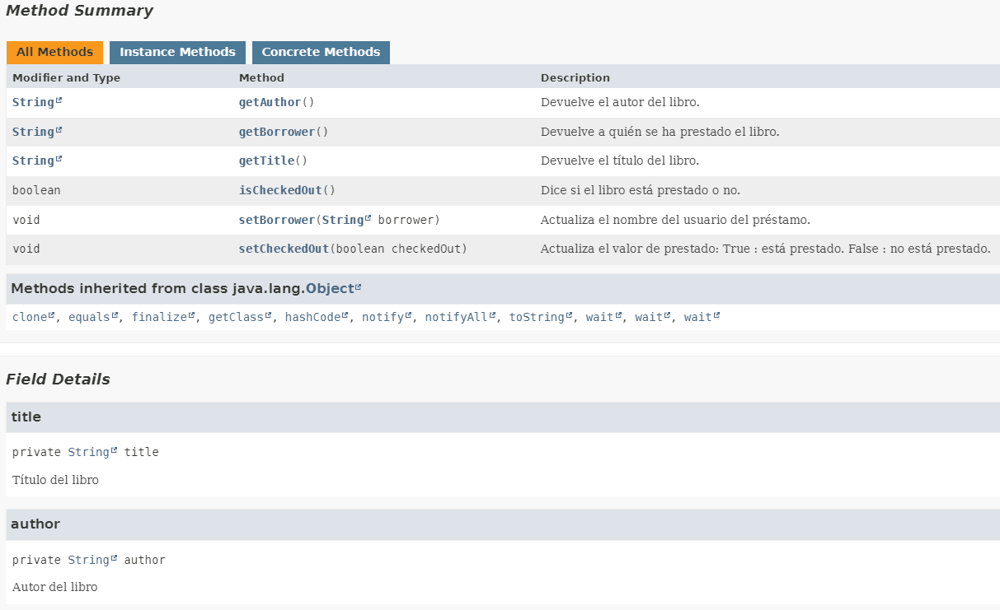 Method Summary
All Methods Instance Methods Concrete Methods
Modifier and Type Method Description
String getAuthor() Devuelve el autor del libro.
String getBorrower() Devuelve a quién se ha prestado el libro.
String getTitle() Devuelve el título del libro.
boolean isCheckedOut() Dice si el libro está prestado o no.
void setBorrower(String borrower) Actualiza el nombre del usuario del préstamo.
void setCheckedOut(boolean checkedOut) Actualiza el valor de prestado: True : está prestado. False : no está prestado.
Methods inherited from class java.lang.Object
clone, equals, finalize, getClass, hashCode, notify, notifyAll, toString, wait, wait, wait
Field Details
title
private String title
Título del libro
author
private String author
Autor del libro